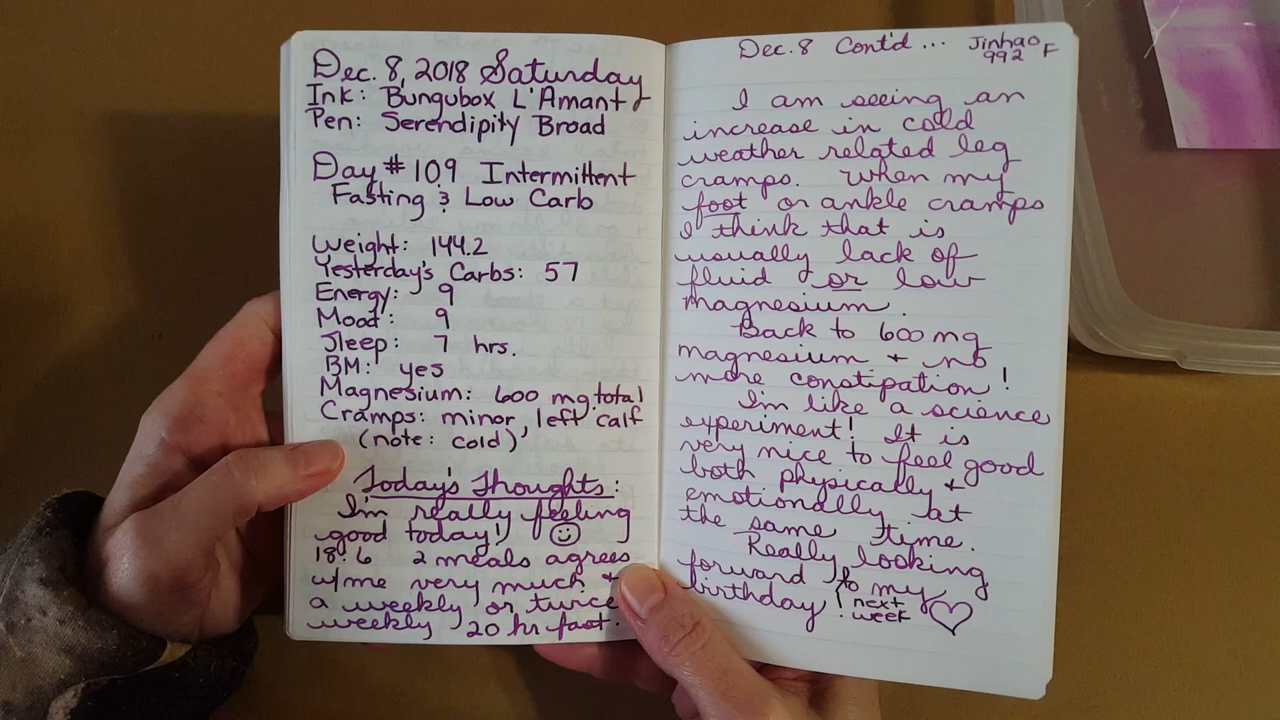 Dec. 8, 2018 Saturday
Ink: Bungubox L'Amant
Pen: Serendipity Broad
Day # 109 Intermittent
Fasting & Low Carb
Weight: 144.2
Yesterday's Carbs: 57
Energy: 9
Mood: 9
Sleep: 7 hrs.
BM: yes
Magnesium: 600 mg total
Cramps: minor, left calf
(note: cold)
Today's Thoughts:
I'm really feeling
good today! ☺
18:6 2 meals agrees
w/me very much +
a weekly or twice
weekly 20 hr fast.
Dec. 8 Cont'd ... Jinhao F
992
I am seeing an
increase in cold
weather related leg
cramps. When my
foot or ankle cramps
I think that is
usually lack of
fluid or low
magnesium.
Back to 600 mg
magnesium + no
more constipation!
I'm like a science
experiment! It is
very nice to feel good
both physically +
emotionally at
the same time.
Really looking
forward to my
birthday! next
week ♡